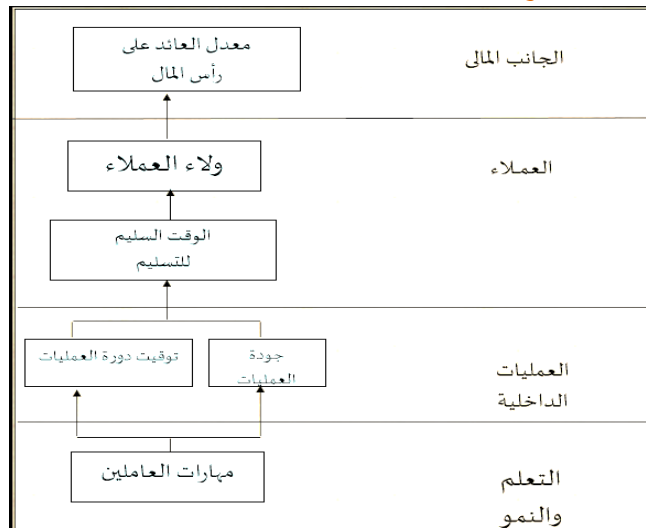 الجانب المالى
معدل العائد على
رأس المال
العملاء
ولاء العملاء
الوقت السليم
للتسليم
العمليات
الداخلية
جودة
العمليات
توقيت دورة العمليات
التعلم
والنمو
مهارات العاملين